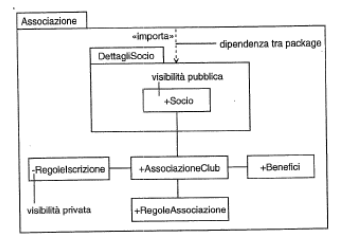 Associazione
«importa»
dipendenza tra package
DettagliSocio
visibilità pubblica
+Socio
-RegoleIscrizione
+AssociazioneClub
+Benefici
visibilità privata
+RegoleAssociazione